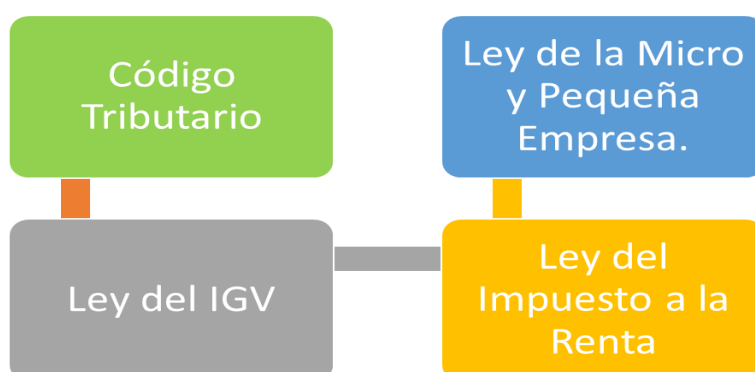 Código
Tributario
Ley del IGV
Ley del
Impuesto a la
Renta
Ley de la Micro
y Pequeña
Empresa.